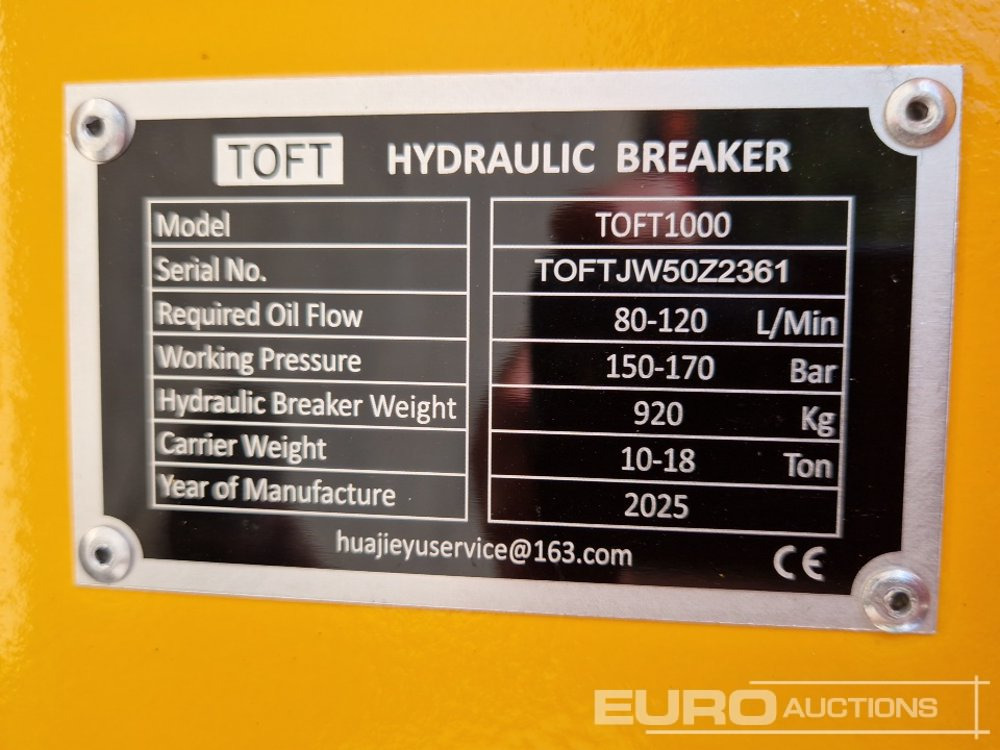 TOFT HYDRAULIC BREAKER
Model TOFT1000
Serial No. TOFTJW50Z2361
Required Oil Flow 80-120 L/Min
Working Pressure 150-170 Bar
Hydraulic Breaker Weight 920 Kg
Carrier Weight 10-18 Ton
Year of Manufacture 2025
huajieyuservice@163.com CE
EURO AUCTIONS